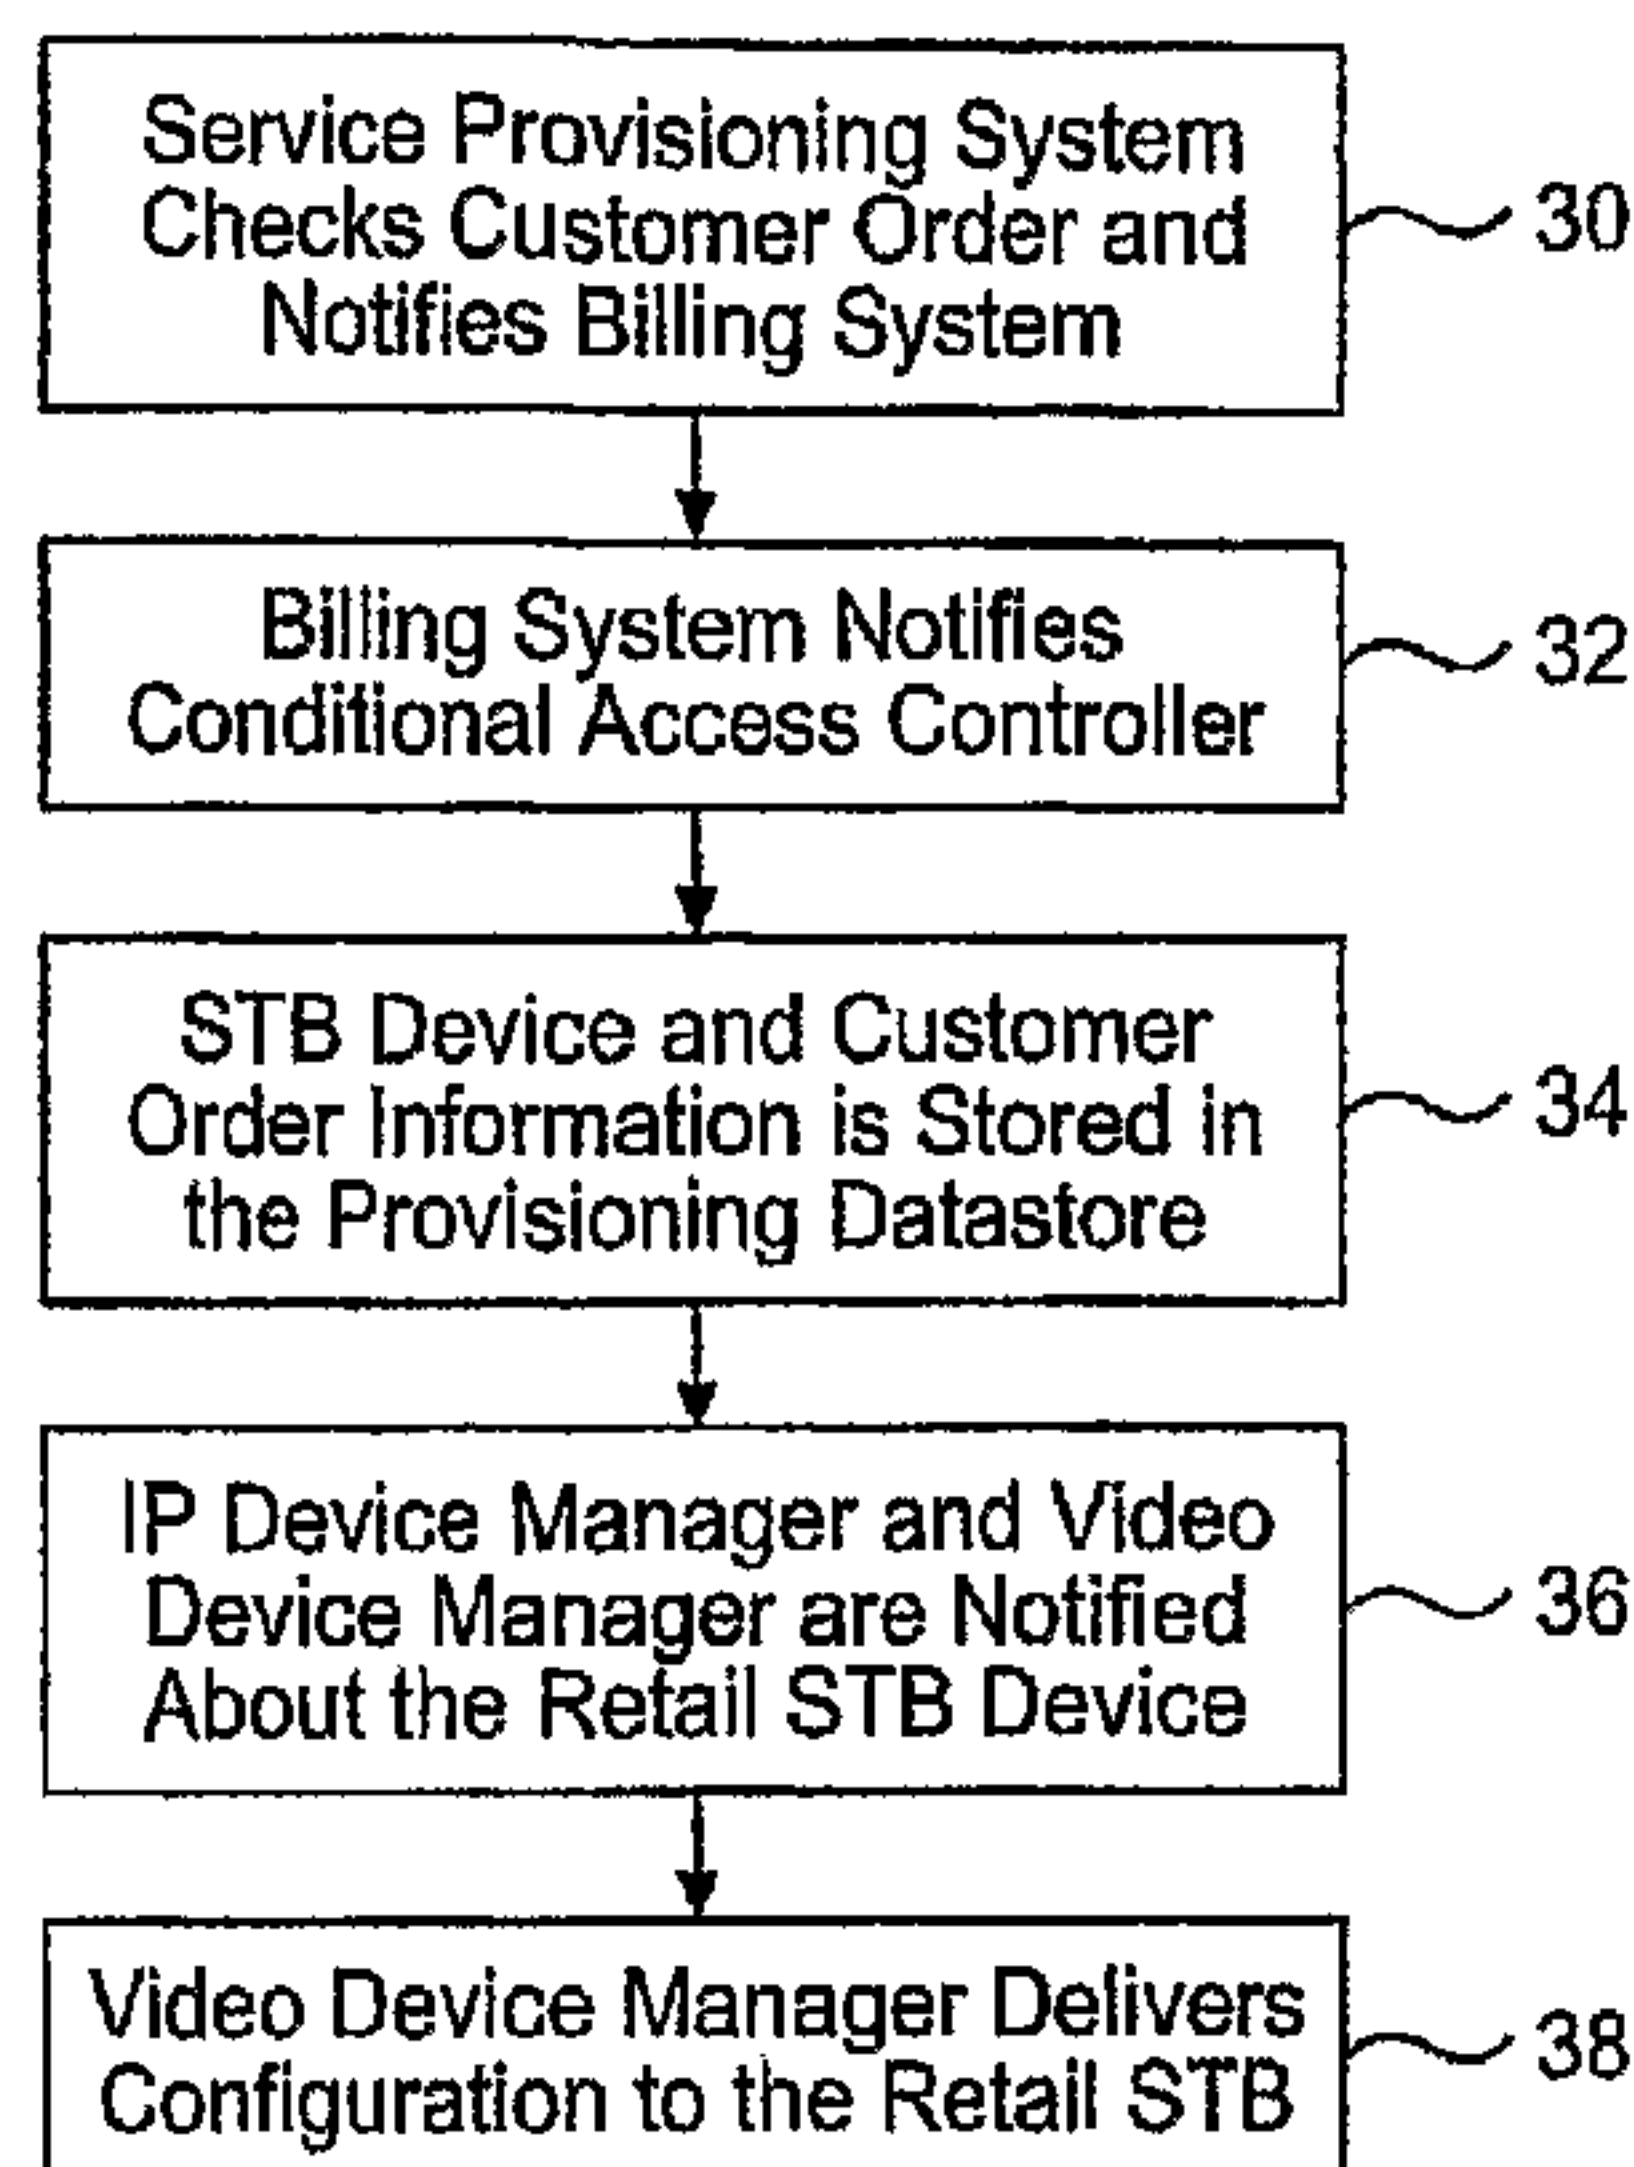 Service Provisioning System
Checks Customer Order and
Notifies Billing System
30
Billing System Notifies
Conditional Access Controller
32
STB Device and Customer
Order Information is Stored in
the Provisioning Datastore
34
IP Device Manager and Video
Device Manager are Notified
About the Retail STB Device
36
Video Device Manager Delivers
Configuration to the Retail STB
38